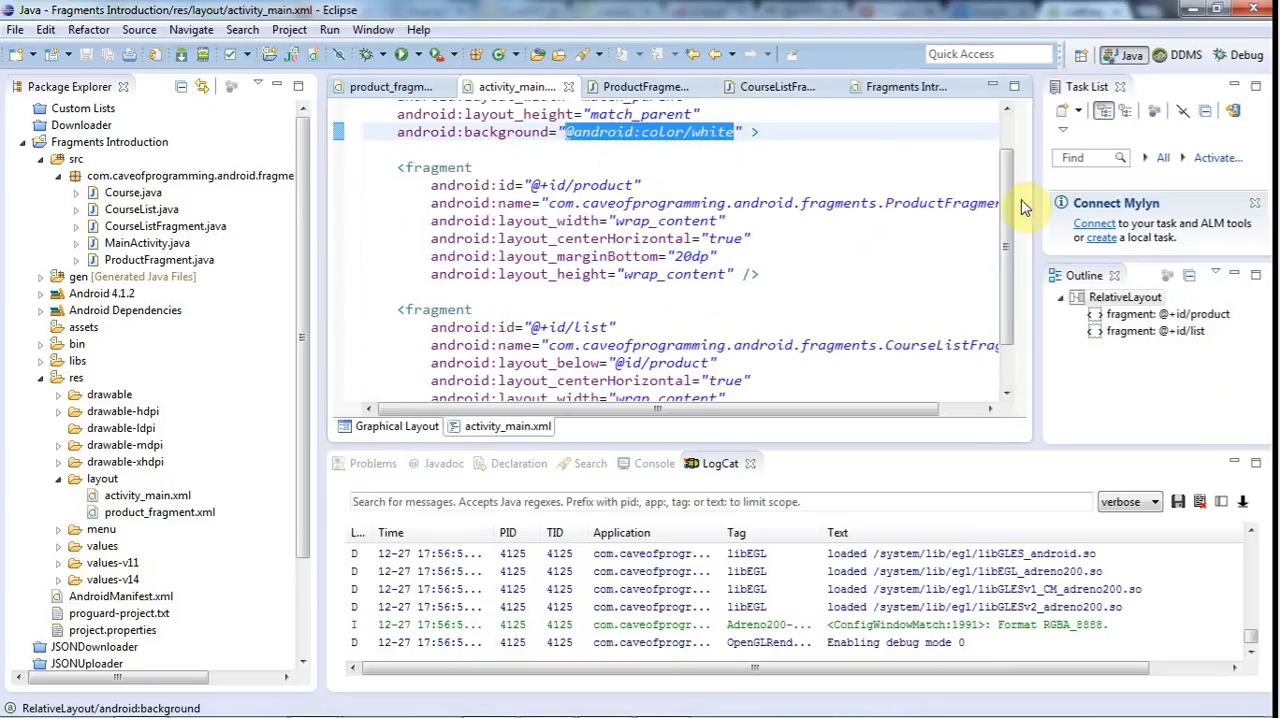 Java - Fragments Introduction/res/layout/activity_main.xml - Eclipse
File Edit Refactor Source Navigate Search Project Run Window Help
Quick Access Java DDMS Debug
Package Explorer
Custom Lists
Downloader
Fragments Introduction
src
com.caveofprogramming.android.fragme
Course.java
CourseList.java
CourseListFragment.java
MainActivity.java
ProductFragment.java
gen [Generated Java Files]
Android 4.1.2
Android Dependencies
assets
bin
libs
res
drawable
drawable-hdpi
drawable-ldpi
drawable-mdpi
drawable-xhdpi
layout
activity_main.xml
product_fragment.xml
menu
values
values-v11
values-v14
AndroidManifest.xml
proguard-project.txt
project.properties
JSONDownloader
JSONUploader
product_fragm... activity_main.... ProductFragme... CourseListFra... Fragments Intr...
android:layout_width="match_parent"
android:layout_height="match_parent"
android:background="@android:color/white" >
<fragment
android:id="@+id/product"
android:name="com.caveofprogramming.android.fragments.ProductFragmen
android:layout_width="wrap_content"
android:layout_centerHorizontal="true"
android:layout_marginBottom="20dp"
android:layout_height="wrap_content" />
<fragment
android:id="@+id/list"
android:name="com.caveofprogramming.android.fragments.CourseListFrag
android:layout_below="@id/product"
android:layout_centerHorizontal="true"
android:layout_width="wrap_content"
Graphical Layout activity_main.xml
Task List
Find All Activate...
Connect Mylyn
Connect to your task and ALM tools
or create a local task.
Outline
RelativeLayout
fragment: @+id/product
fragment: @+id/list
Problems @ Javadoc Declaration Search Console LogCat
Search for messages. Accepts Java regexes. Prefix with pid:, app:, tag: or text: to limit scope. verbose
L... Time PID TID Application Tag Text
D 12-27 17:56:5... 4125 4125 com.caveofprogr... libEGL loaded /system/lib/egl/libGLES_android.so
D 12-27 17:56:5... 4125 4125 com.caveofprogr... libEGL loaded /system/lib/egl/libEGL_adreno200.so
D 12-27 17:56:5... 4125 4125 com.caveofprogr... libEGL loaded /system/lib/egl/libGLESv1_CM_adreno200.so
D 12-27 17:56:5... 4125 4125 com.caveofprogr... libEGL loaded /system/lib/egl/libGLESv2_adreno200.so
I 12-27 17:56:5... 4125 4125 com.caveofprogr... Adreno200-... <ConfigWindowMatch:1991>: Format RGBA_8888.
D 12-27 17:56:5... 4125 4125 com.caveofprogr... OpenGLRend... Enabling debug mode 0
RelativeLayout/android:background